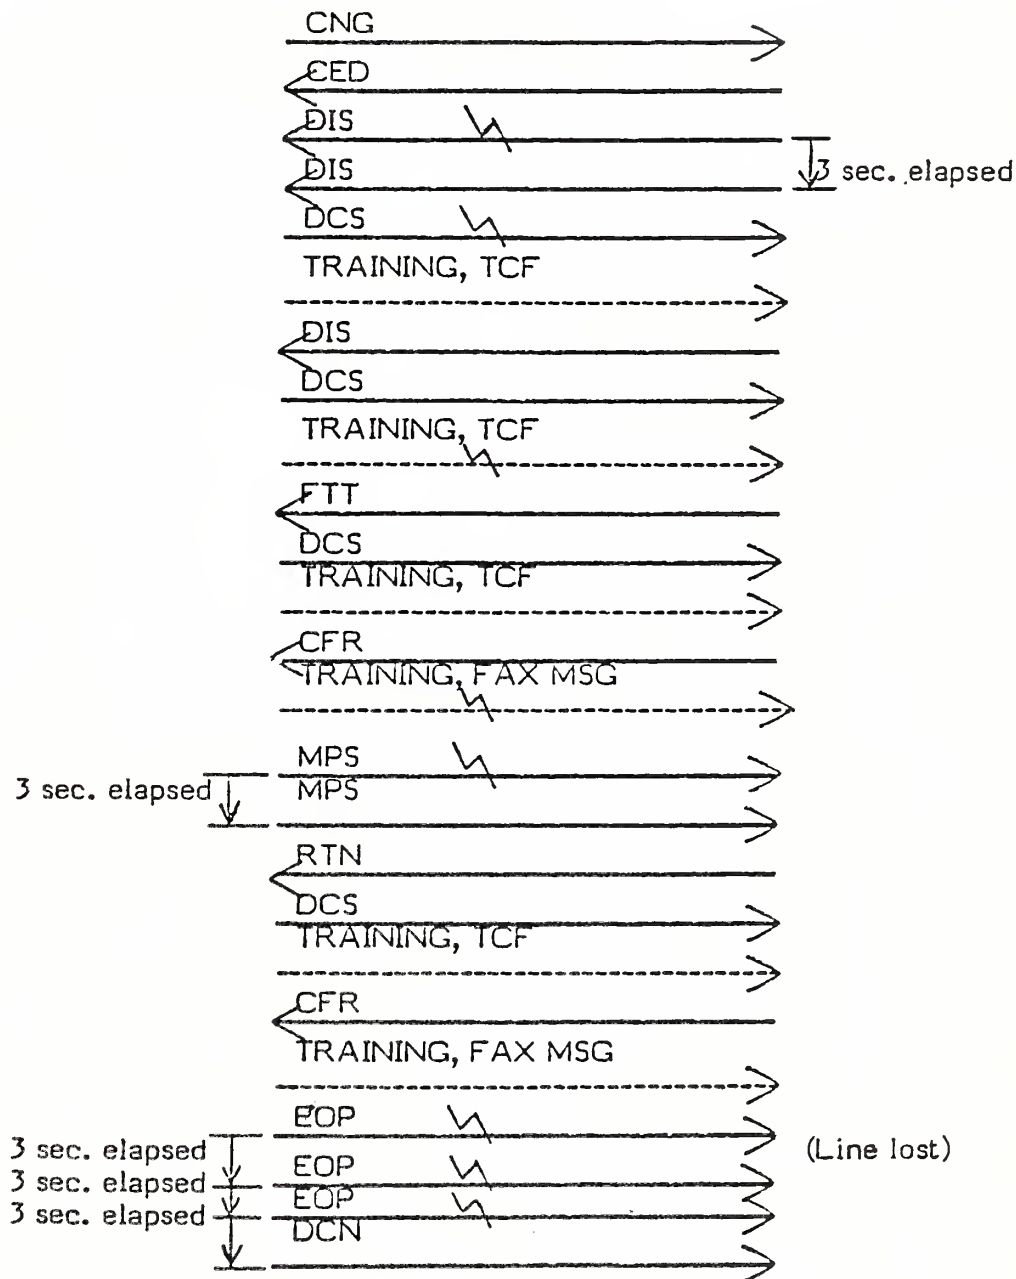 CNG
CED
DIS
DIS
3 sec. elapsed
DCS
TRAINING, TCF
DIS
DCS
TRAINING, TCF
FTT
DCS
TRAINING, TCF
CFR
TRAINING, FAX MSG
MPS
3 sec. elapsed
MPS
RTN
DCS
TRAINING, TCF
CFR
TRAINING, FAX MSG
EOP
3 sec. elapsed
(Line lost)
EOP
3 sec. elapsed
EOP
3 sec. elapsed
DCN